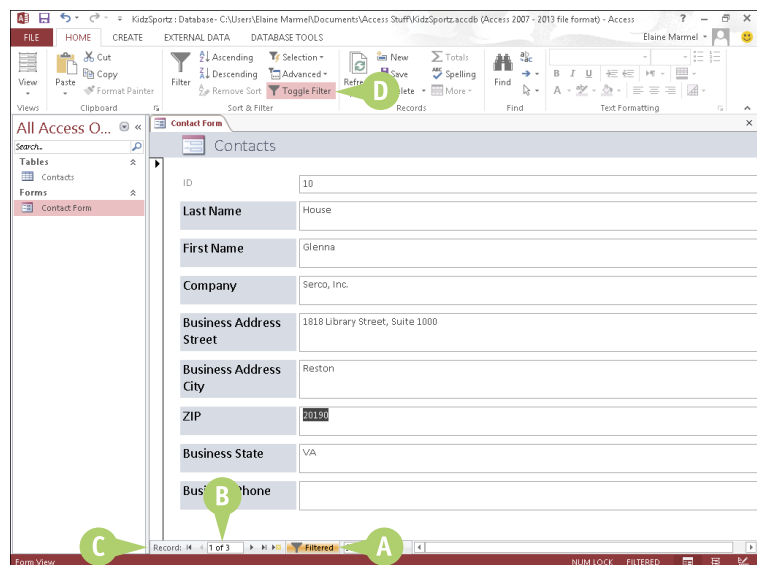 KidzSportz : Database- C:\Users\Elaine Marmel\Documents\Access Stuff\KidzSportz.accdb (Access 2007 - 2013 file format) - Access
FILE HOME CREATE EXTERNAL DATA DATABASE TOOLS Elaine Marmel
View
Views
Paste
Cut
Copy
Format Painter
Clipboard
Filter
Ascending
Descending
Remove Sort
Selection
Advanced
Toggle Filter
Sort & Filter
D
New
Save
Totals
Spelling
More
Records
Find
Find
B I U
A
Text Formatting
All Access O...
Search..
Tables
Contacts
Forms
Contact Form
Contact Form
Contacts
ID 10
Last Name House
First Name Glenna
Company Serco, Inc.
Business Address
Street
1818 Library Street, Suite 1000
Business Address
City
Reston
ZIP 20190
Business State VA
B
C
Record: 1 of 3 Filtered
A
Form View NUM LOCK FILTERED